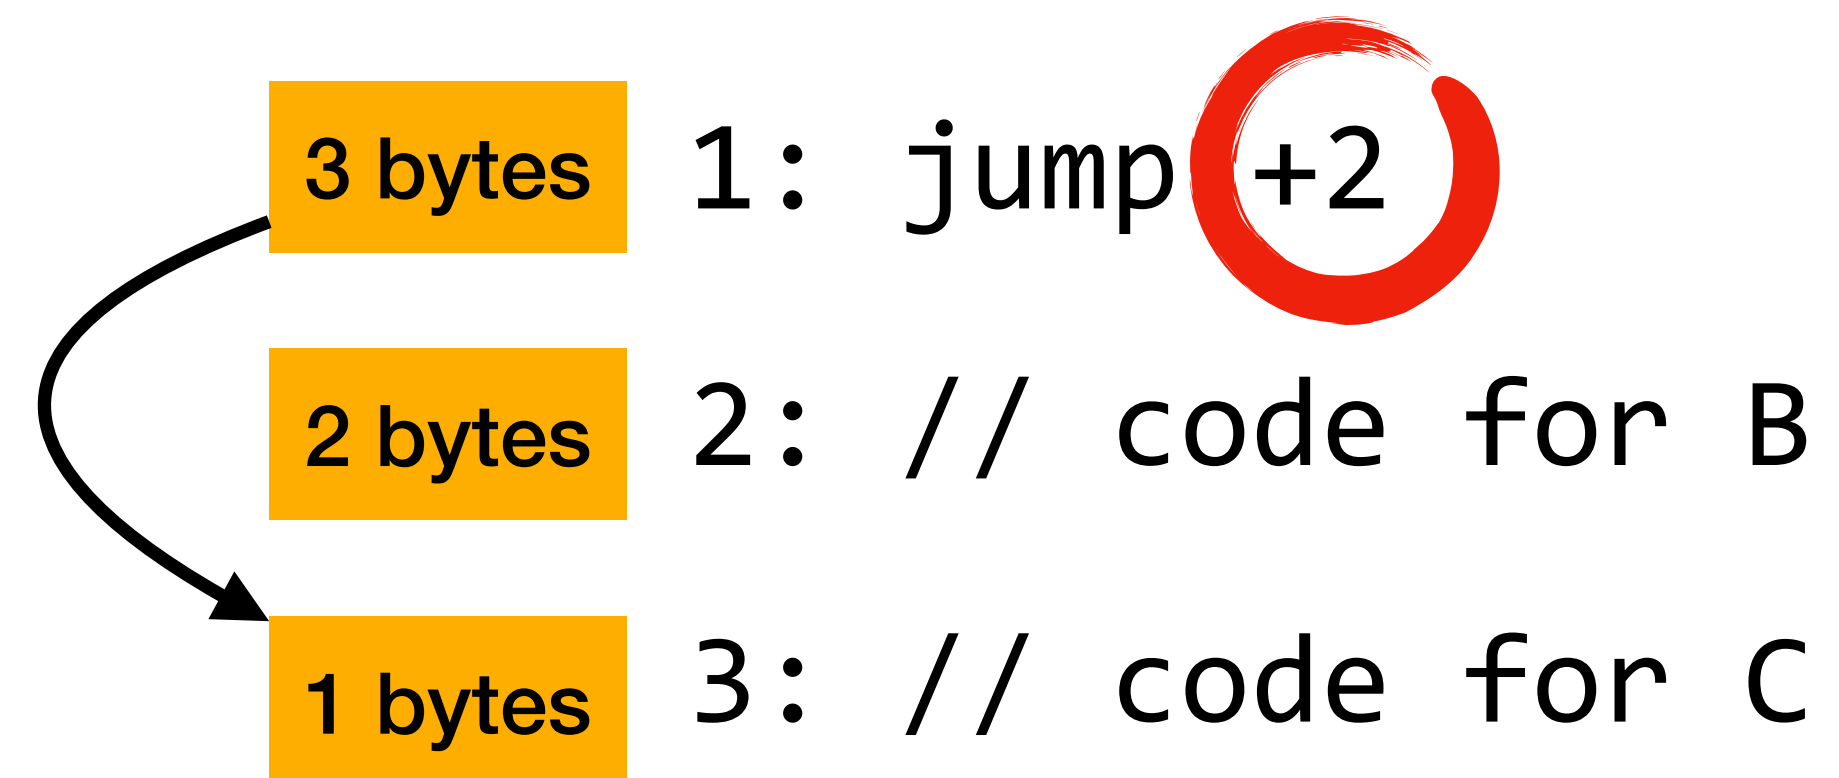 3 bytes 1: jump +2
2 bytes 2: // code for B
1 bytes 3: // code for C